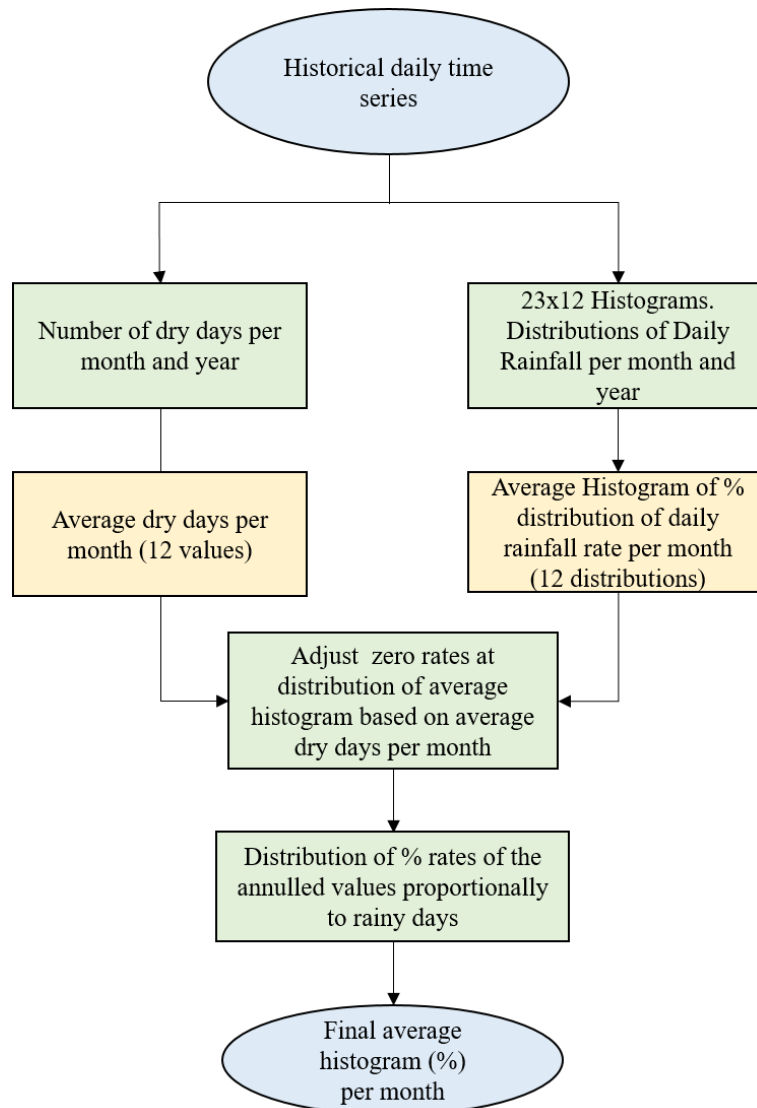 Historical daily time
series
Number of dry days per
month and year
23x12 Histograms.
Distributions of Daily
Rainfall per month and
year
Average dry days per
month (12 values)
Average Histogram of %
distribution of daily
rainfall rate per month
(12 distributions)
Adjust  zero rates at
distribution of average
histogram based on average
dry days per month
Distribution of % rates of the
annulled values proportionally
to rainy days
Final average
histogram (%)
per month